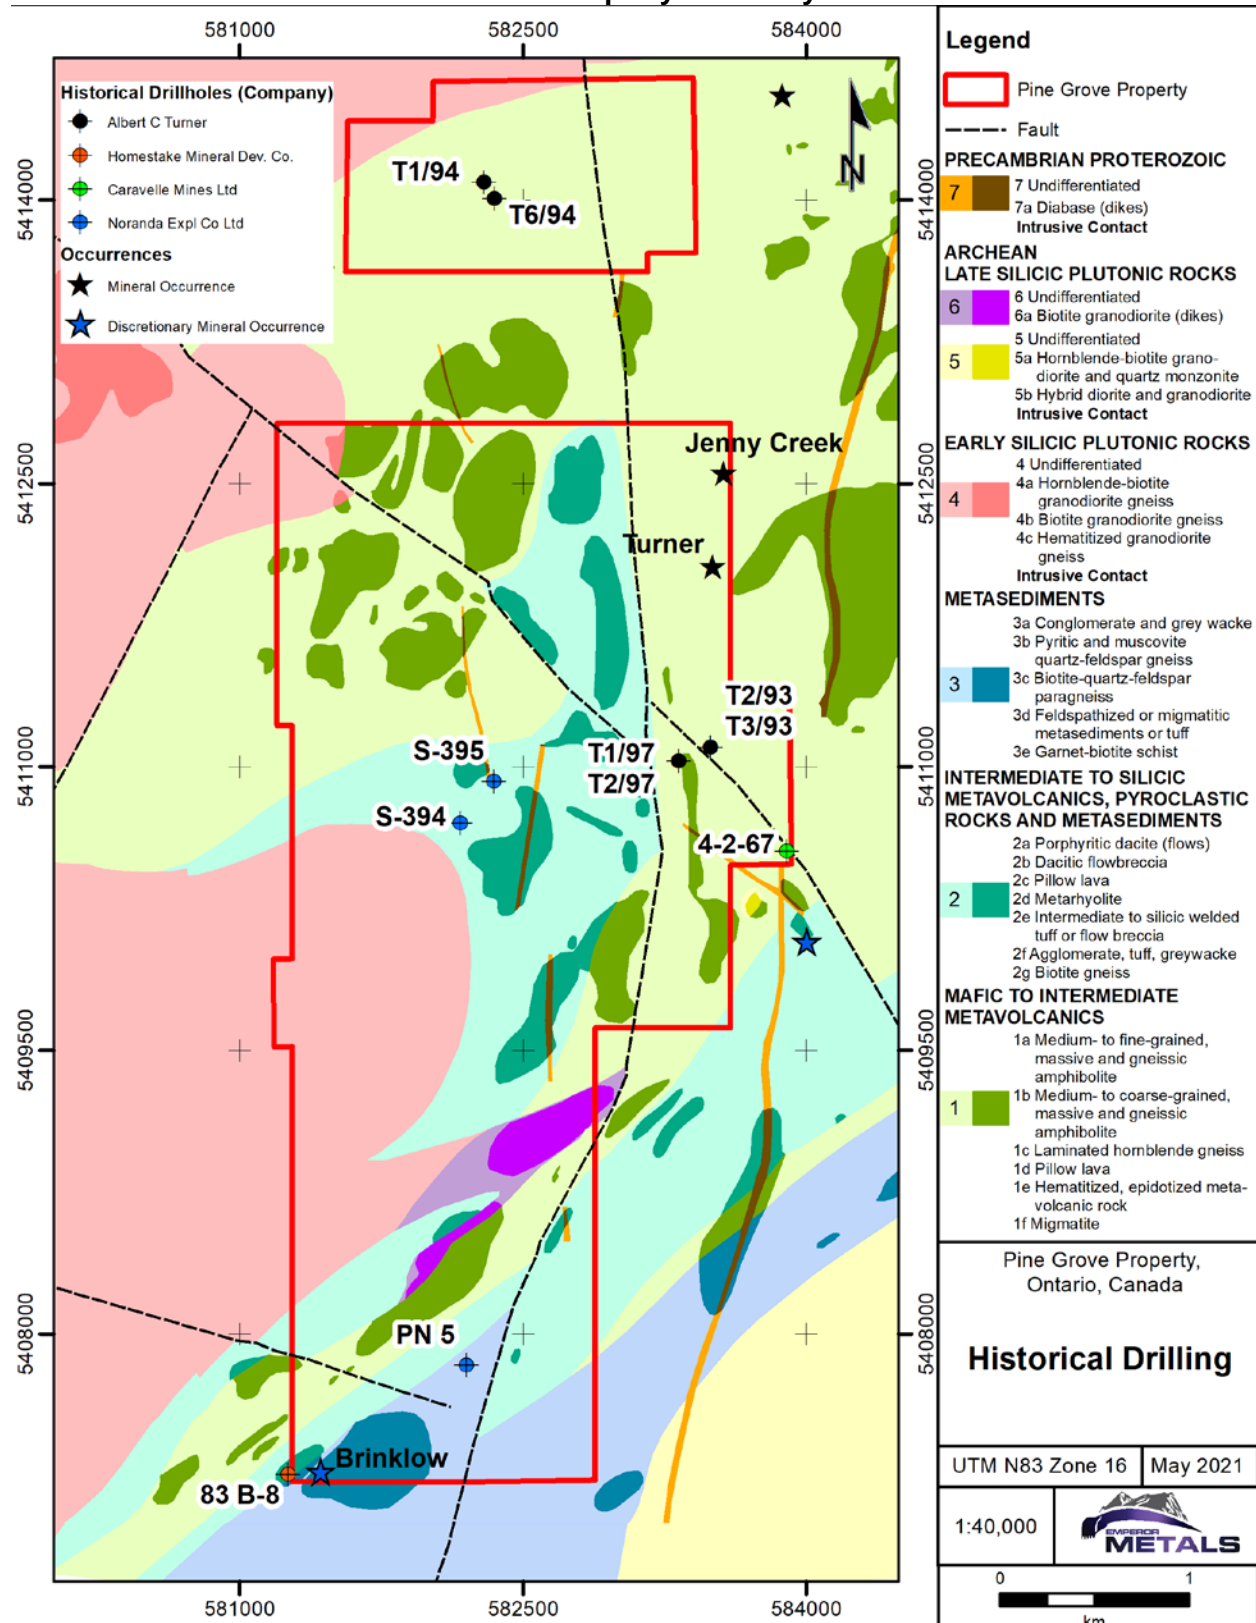 581000
582500
584000
Historical Drillholes (Company)
Albert C Turner
Homestake Mineral Dev. Co.
Caravelle Mines Ltd
Noranda Expl Co Ltd
Occurrences
Mineral Occurrence
Discretionary Mineral Occurrence
N
5414000
5414000
T1/94
T6/94
5412500
5412500
Jenny Creek
Turner
T2/93
T3/93
5411000
5411000
S-395
T1/97
T2/97
S-394
4-2-67
5409500
5409500
5408000
5408000
PN 5
Brinklow
83 B-8
581000
582500
584000
Legend
Pine Grove Property
Fault
PRECAMBRIAN PROTEROZOIC
7
7 Undifferentiated
7a Diabase (dikes)
Intrusive Contact
ARCHEAN
LATE SILICIC PLUTONIC ROCKS
6
6 Undifferentiated
6a Biotite granodiorite (dikes)
5
5 Undifferentiated
5a Hornblende-biotite grano-
diorite and quartz monzonite
5b Hybrid diorite and granodiorite
Intrusive Contact
EARLY SILICIC PLUTONIC ROCKS
4
4 Undifferentiated
4a Hornblende-biotite
granodiorite gneiss
4b Biotite granodiorite gneiss
4c Hematitized granodiorite
gneiss
Intrusive Contact
METASEDIMENTS
3
3a Conglomerate and grey wacke
3b Pyritic and muscovite
quartz-feldspar gneiss
3c Biotite-quartz-feldspar
paragneiss
3d Feldspathized or migmatitic
metasediments or tuff
3e Garnet-biotite schist
INTERMEDIATE TO SILICIC
METAVOLCANICS, PYROCLASTIC
ROCKS AND METASEDIMENTS
2
2a Porphyritic dacite (flows)
2b Dacitic flowbreccia
2c Pillow lava
2d Metarhyolite
2e Intermediate to silicic welded
tuff or flow breccia
2f Agglomerate, tuff, greywacke
2g Biotite gneiss
MAFIC TO INTERMEDIATE
METAVOLCANICS
1
1a Medium- to fine-grained,
massive and gneissic
amphibolite
1b Medium- to coarse-grained,
massive and gneissic
amphibolite
1c Laminated hornblende gneiss
1d Pillow lava
1e Hematitized, epidotized meta-
volcanic rock
1f Migmatite
Pine Grove Property,
Ontario, Canada
Historical Drilling
UTM N83 Zone 16
May 2021
1:40,000
EMPEROR
METALS
0 1
km